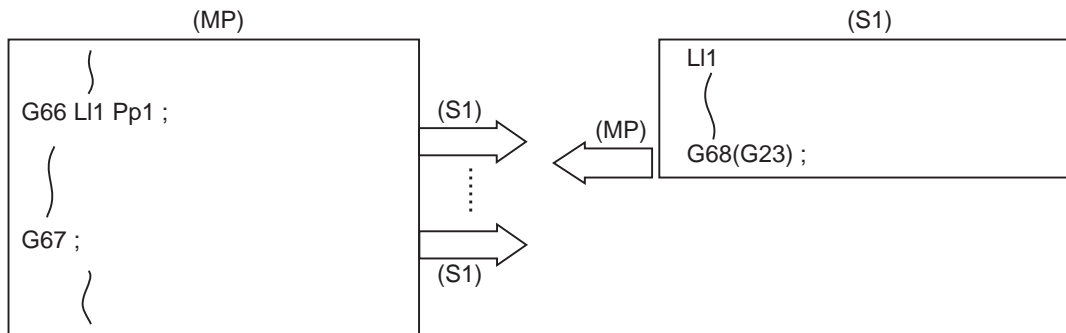 (MP)
G66 Ll1 Pp1 ;
G67 ;
(S1)
(S1)
(MP)
(S1)
Ll1
G68(G23) ;